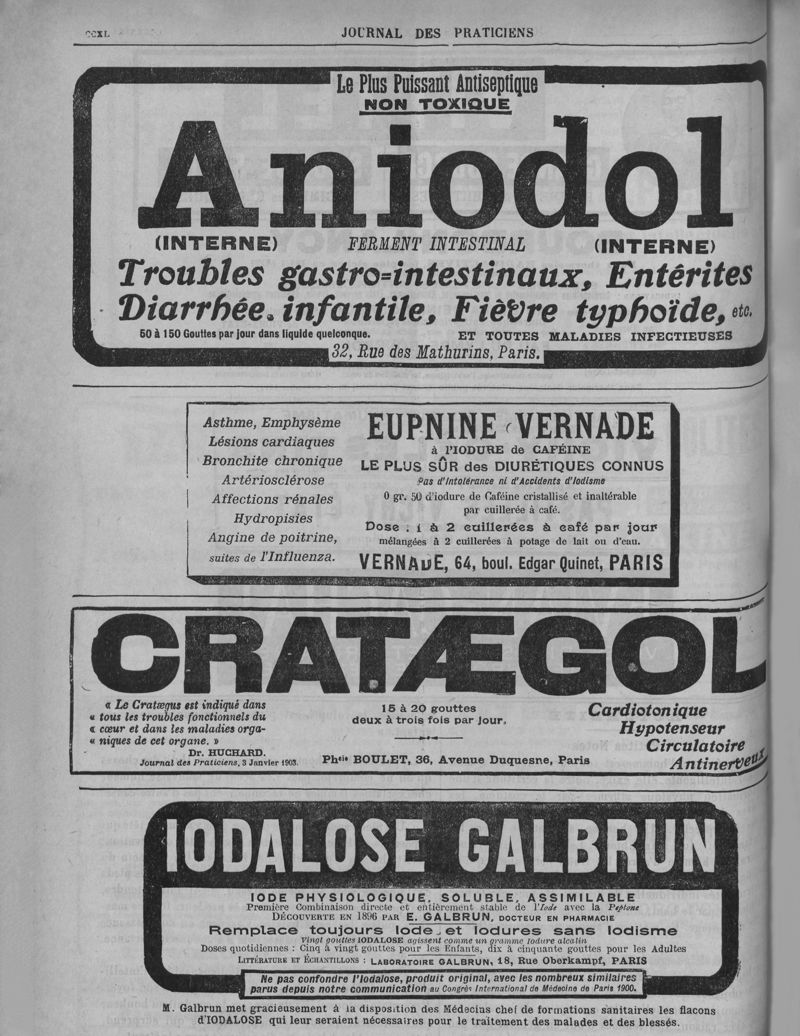 CCXL
JOURNAL DES PRATICIENS
Le Plus Puissant Antiseptique
NON TOXIQUE
Aniodol
(INTERNE) FERMENT INTESTINAL (INTERNE)
Troubles gastro=intestinaux, Entérites
Diarrhée infantile, Fièvre typhoïde, etc.
50 à 150 Gouttes par jour dans liquide quelconque. ET TOUTES MALADIES INFECTIEUSES
32, Rue des Mathurins, Paris.
Asthme, Emphysème
Lésions cardiaques
Bronchite chronique
Artériosclérose
Affections rénales
Hydropisies
Angine de poitrine,
suites de l'Influenza.
EUPNINE VERNADE
à l'IODURE de CAFÉINE
LE PLUS SÛR des DIURÉTIQUES CONNUS
Pas d'Intolérance ni d'Accidents d'Iodisme
0 gr. 50 d'iodure de Caféine cristallisé et inaltérable
par cuillerée à café.
Dose : 1 à 2 cuillerées à café par jour
mélangées à 2 cuillerées à potage de lait ou d'eau.
VERNADE, 64, boul. Edgar Quinet, PARIS
CRATÆGOL
« Le Cratægus est indiqué dans
« tous les troubles fonctionnels du
« cœur et dans les maladies orga-
« niques de cet organe. »
Dr. HUCHARD.
Journal des Praticiens, 3 Janvier 1903.
15 à 20 gouttes
deux à trois fois par jour.
Phcie BOULET, 36, Avenue Duquesne, Paris
Cardiotonique
Hypotenseur
Circulatoire
Antinerveux
IODALOSE GALBRUN
IODE PHYSIOLOGIQUE, SOLUBLE, ASSIMILABLE
Première Combinaison directe et entièrement stable de l'Iode avec la Peptone
DÉCOUVERTE EN 1896 PAR E. GALBRUN, DOCTEUR EN PHARMACIE
Remplace toujours Iode et Iodures sans Iodisme
Vingt gouttes IODALOSE agissent comme un gramme Iodure alcalin
Doses quotidiennes : Cinq à vingt gouttes pour les Enfants, dix à cinquante gouttes pour les Adultes
LITTÉRATURE ET ÉCHANTILLONS : LABORATOIRE GALBRUN, 18, Rue Oberkampf, PARIS
Ne pas confondre l'Iodalose, produit original, avec les nombreux similaires
parus depuis notre communication au Congrès International de Médecine de Paris 1900.
M. Galbrun met gracieusement à la disposition des Médecins chef de formations sanitaires les flacons
d'IODALOSE qui leur seraient nécessaires pour le traitement des malades et des blessés.